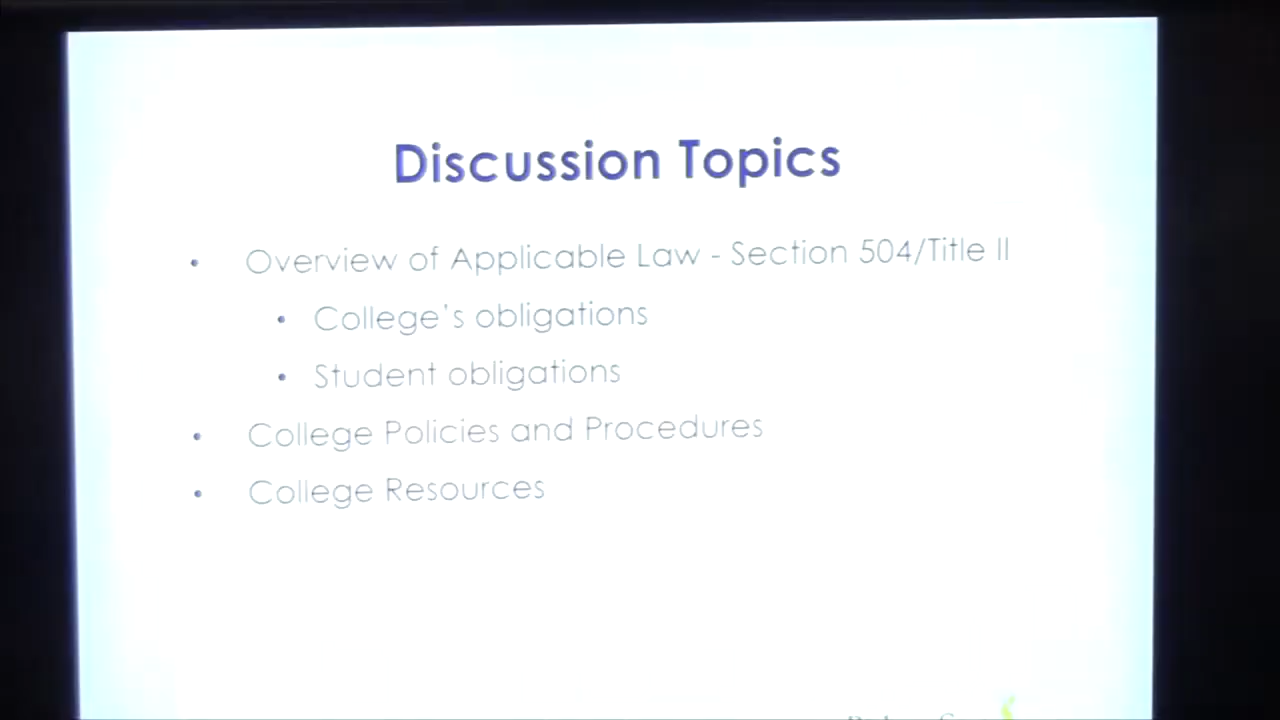 Discussion Topics
• Overview of Applicable Law - Section 504/Title II
• College's obligations
• Student obligations
• College Policies and Procedures
• College Resources